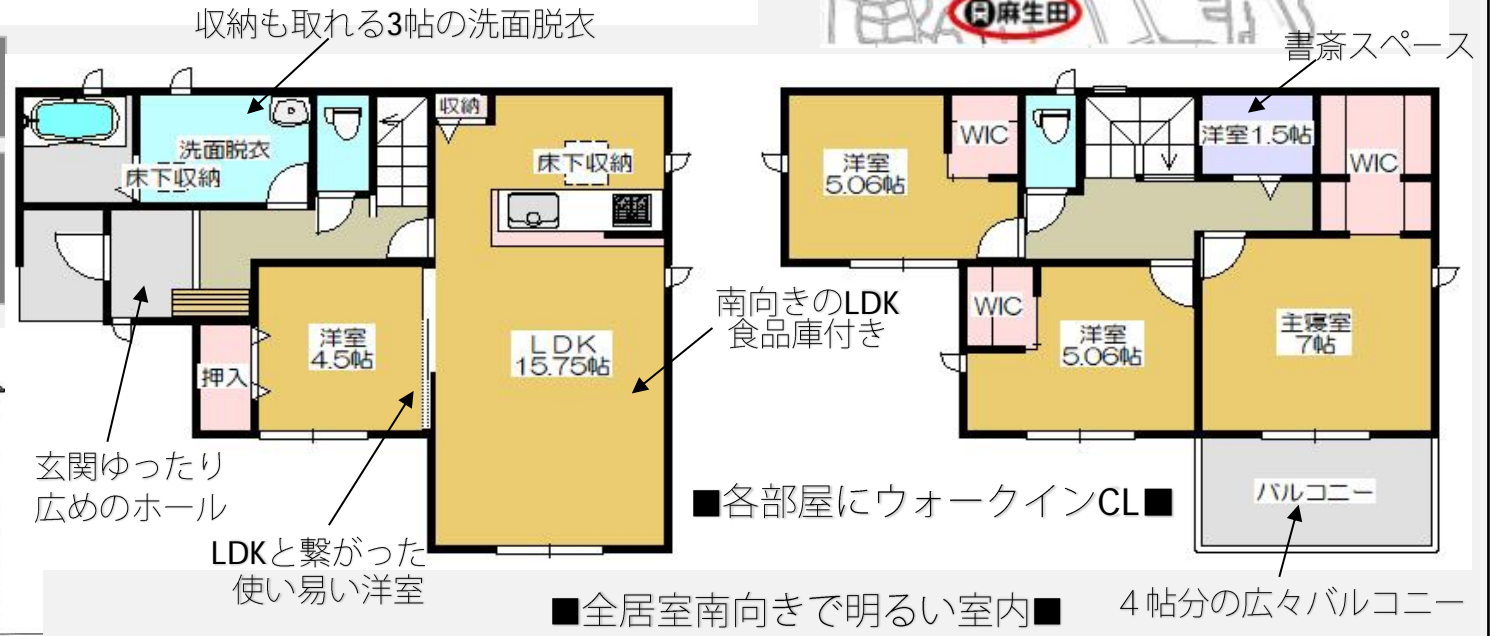 収納も取れる3帖の洗面脱衣
麻生田
書斎スペース
収納
洗面脱衣
床下収納
床下収納
洋室
5.06帖
WIC
洋室1.5帖
WIC
南向きのLDK
食品庫付き
WIC
洋室
5.06帖
主寝室
7帖
洋室
4.5帖
LDK
15.75帖
押入
玄関ゆったり
広めのホール
■各部屋にウォークインCL■
バルコニー
LDKと繋がった
使い易い洋室
■全居室南向きで明るい室内■
4帖分の広々バルコニー